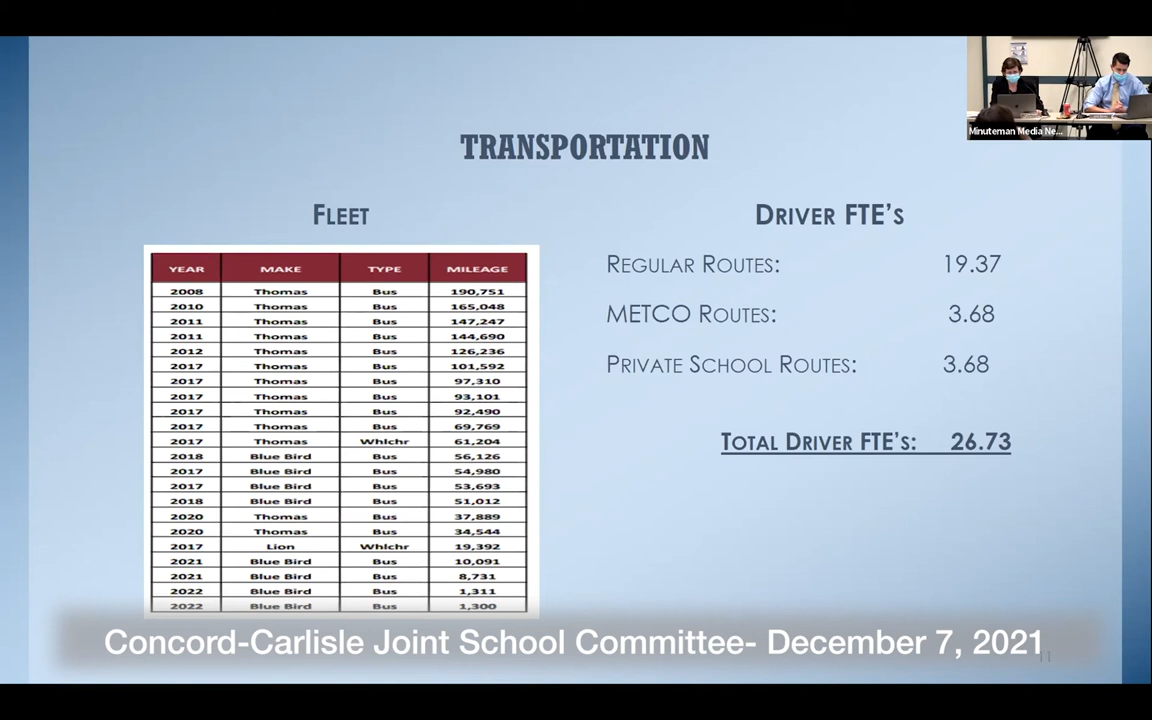 Minuteman Media Ne...
TRANSPORTATION
FLEET
YEAR MAKE TYPE MILEAGE
2008 Thomas Bus 190,751
2010 Thomas Bus 165,048
2011 Thomas Bus 147,247
2011 Thomas Bus 144,690
2012 Thomas Bus 126,236
2017 Thomas Bus 101,592
2017 Thomas Bus 97,310
2017 Thomas Bus 93,101
2017 Thomas Bus 92,490
2017 Thomas Bus 69,769
2017 Thomas Whlchr 61,204
2018 Blue Bird Bus 56,126
2017 Blue Bird Bus 54,980
2017 Blue Bird Bus 53,693
2018 Blue Bird Bus 51,012
2020 Thomas Bus 37,889
2020 Thomas Bus 34,544
2017 Lion Whlchr 19,392
2021 Blue Bird Bus 10,091
2021 Blue Bird Bus 8,731
2022 Blue Bird Bus 1,311
2022 Blue Bird Bus 1,300
DRIVER FTE'S
REGULAR ROUTES: 19.37
METCO ROUTES: 3.68
PRIVATE SCHOOL ROUTES: 3.68
TOTAL DRIVER FTE'S: 26.73
Concord-Carlisle Joint School Committee- December 7, 2021
11